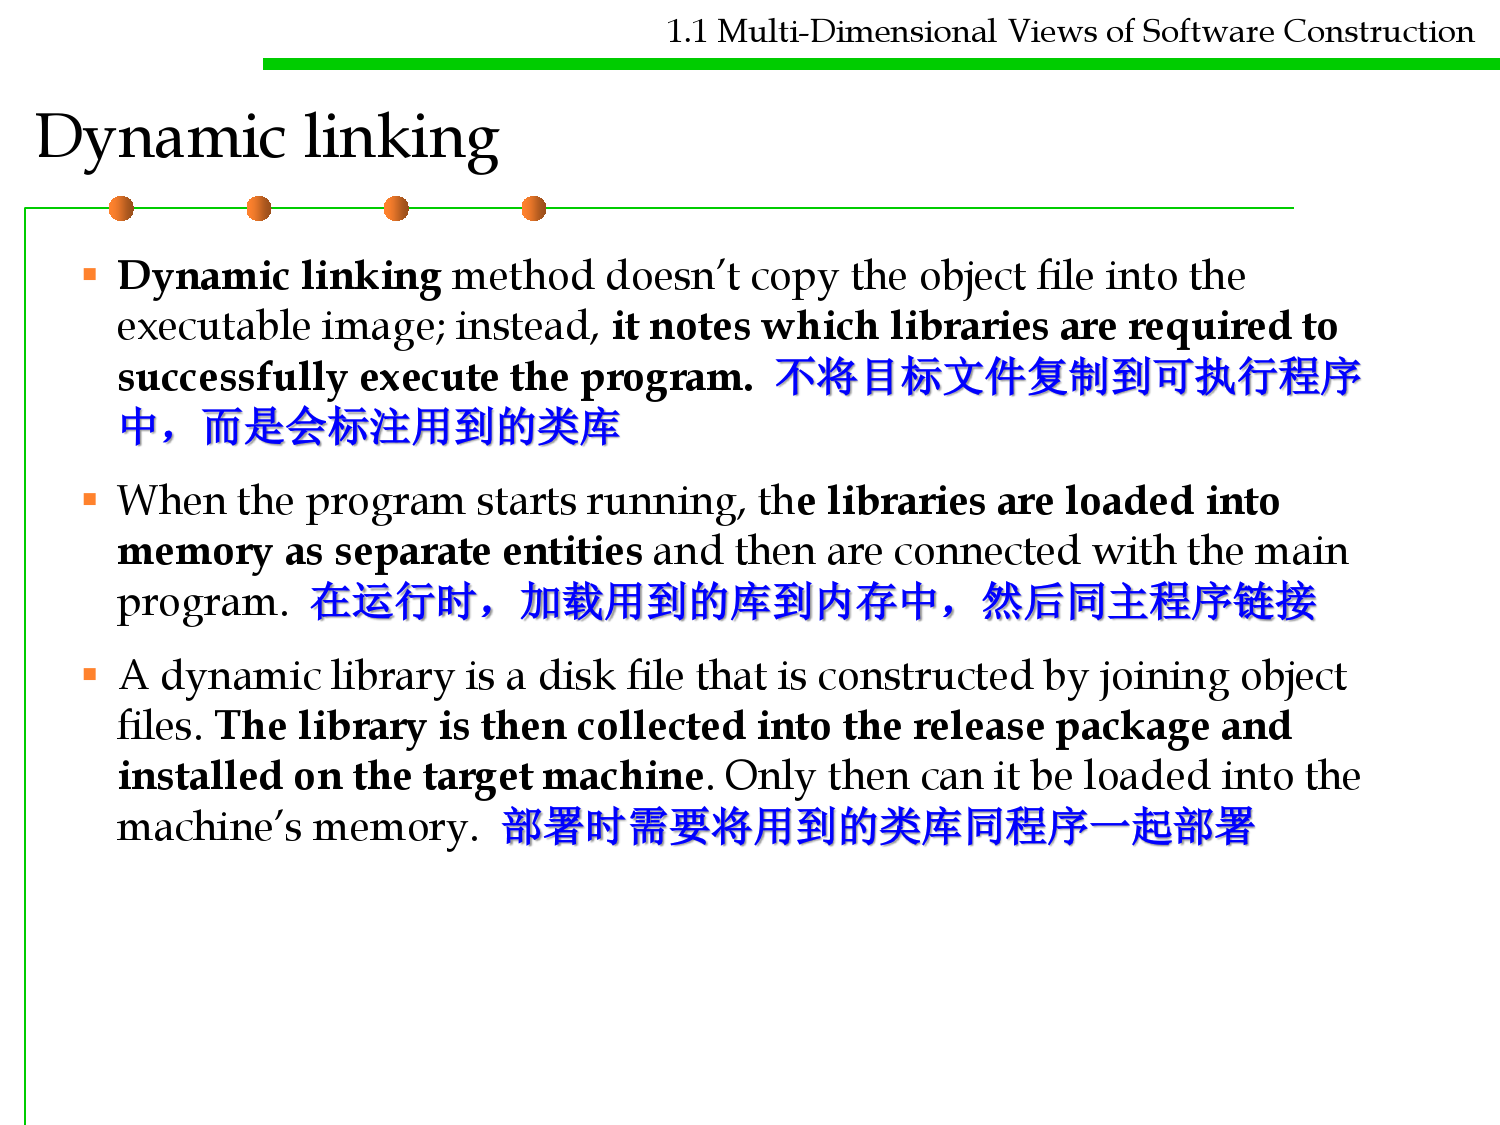 1.1 Multi-Dimensional Views of Software Construction
Dynamic linking
▪ Dynamic linking method doesn’t copy the object file into the
executable image; instead, it notes which libraries are required to
successfully execute the program. 不将目标文件复制到可执行程序
中，而是会标注用到的类库
▪ When the program starts running, the libraries are loaded into
memory as separate entities and then are connected with the main
program. 在运行时，加载用到的库到内存中，然后同主程序链接
▪ A dynamic library is a disk file that is constructed by joining object
files. The library is then collected into the release package and
installed on the target machine. Only then can it be loaded into the
machine’s memory. 部署时需要将用到的类库同程序一起部署